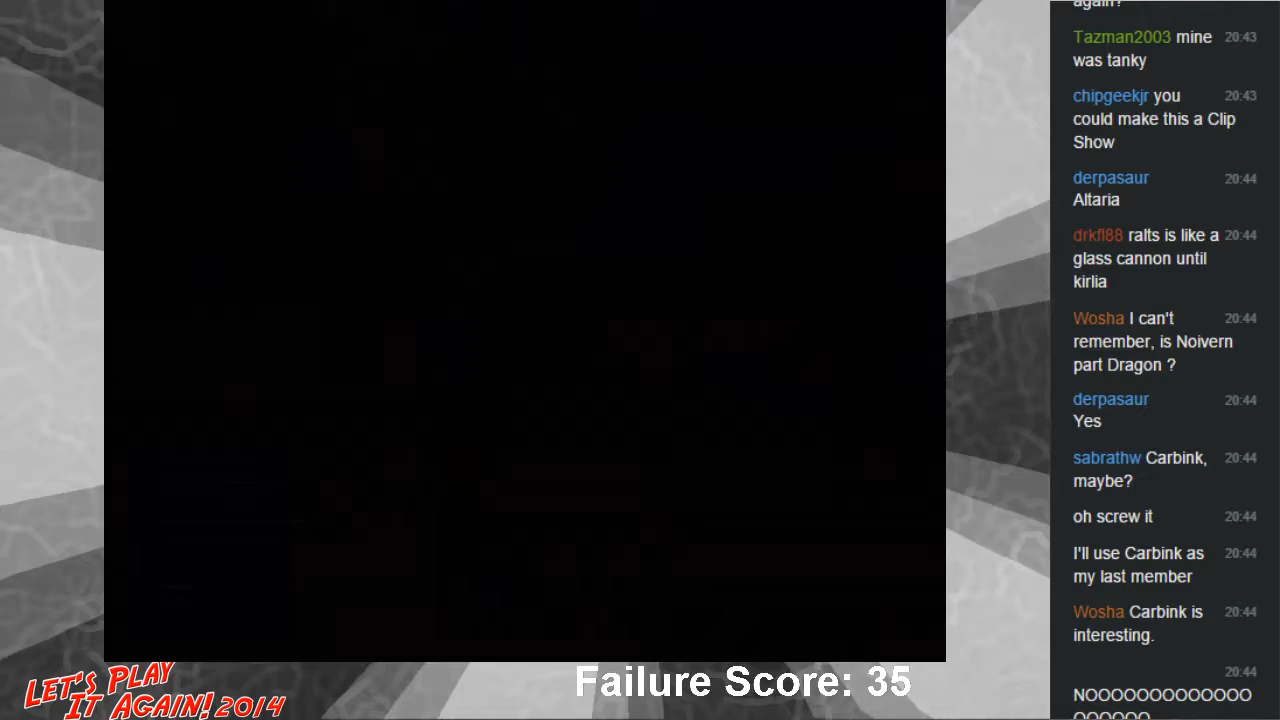 again?
Tazman2003 mine 20:43
was tanky
chipgeekjr you 20:43
could make this a Clip
Show
derpasaur 20:44
Altaria
drkfl88 ralts is like a 20:44
glass cannon until
kirlia
Wosha I can't 20:44
remember, is Noivern
part Dragon ?
derpasaur 20:44
Yes
sabrathw Carbink, 20:44
maybe?
oh screw it 20:44
I'll use Carbink as 20:44
my last member
Wosha Carbink is 20:44
interesting.
20:44
NOOOOOOOOOOOOO
OOOOOO
LET'S PLAY
IT AGAIN! 2014
Failure Score: 35